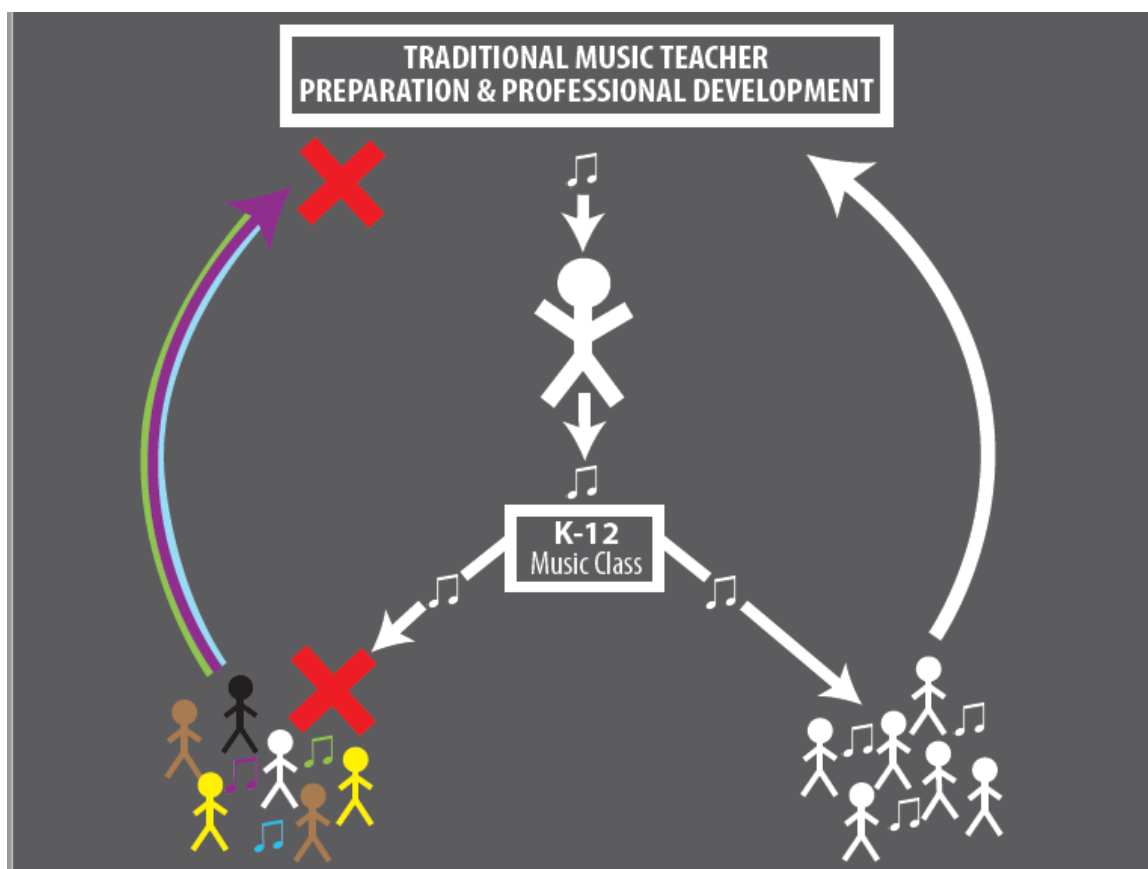 TRADITIONAL MUSIC TEACHER
PREPARATION & PROFESSIONAL DEVELOPMENT
K-12
Music Class